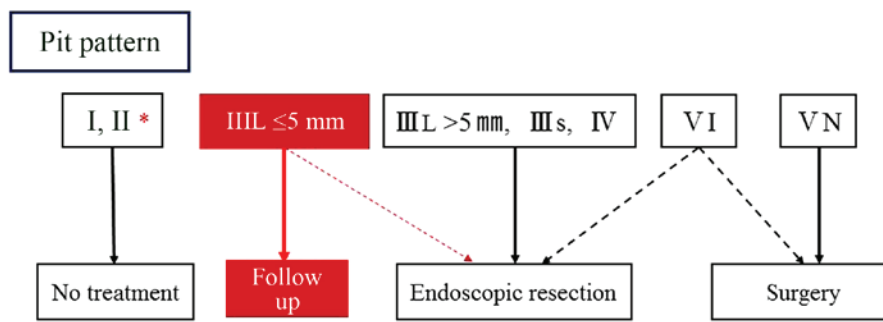 Pit pattern
I, II *
IIIL ≤5 mm
ⅢL >5 mm, Ⅲs, Ⅳ
VI
VN
No treatment
Follow
up
Endoscopic resection
Surgery